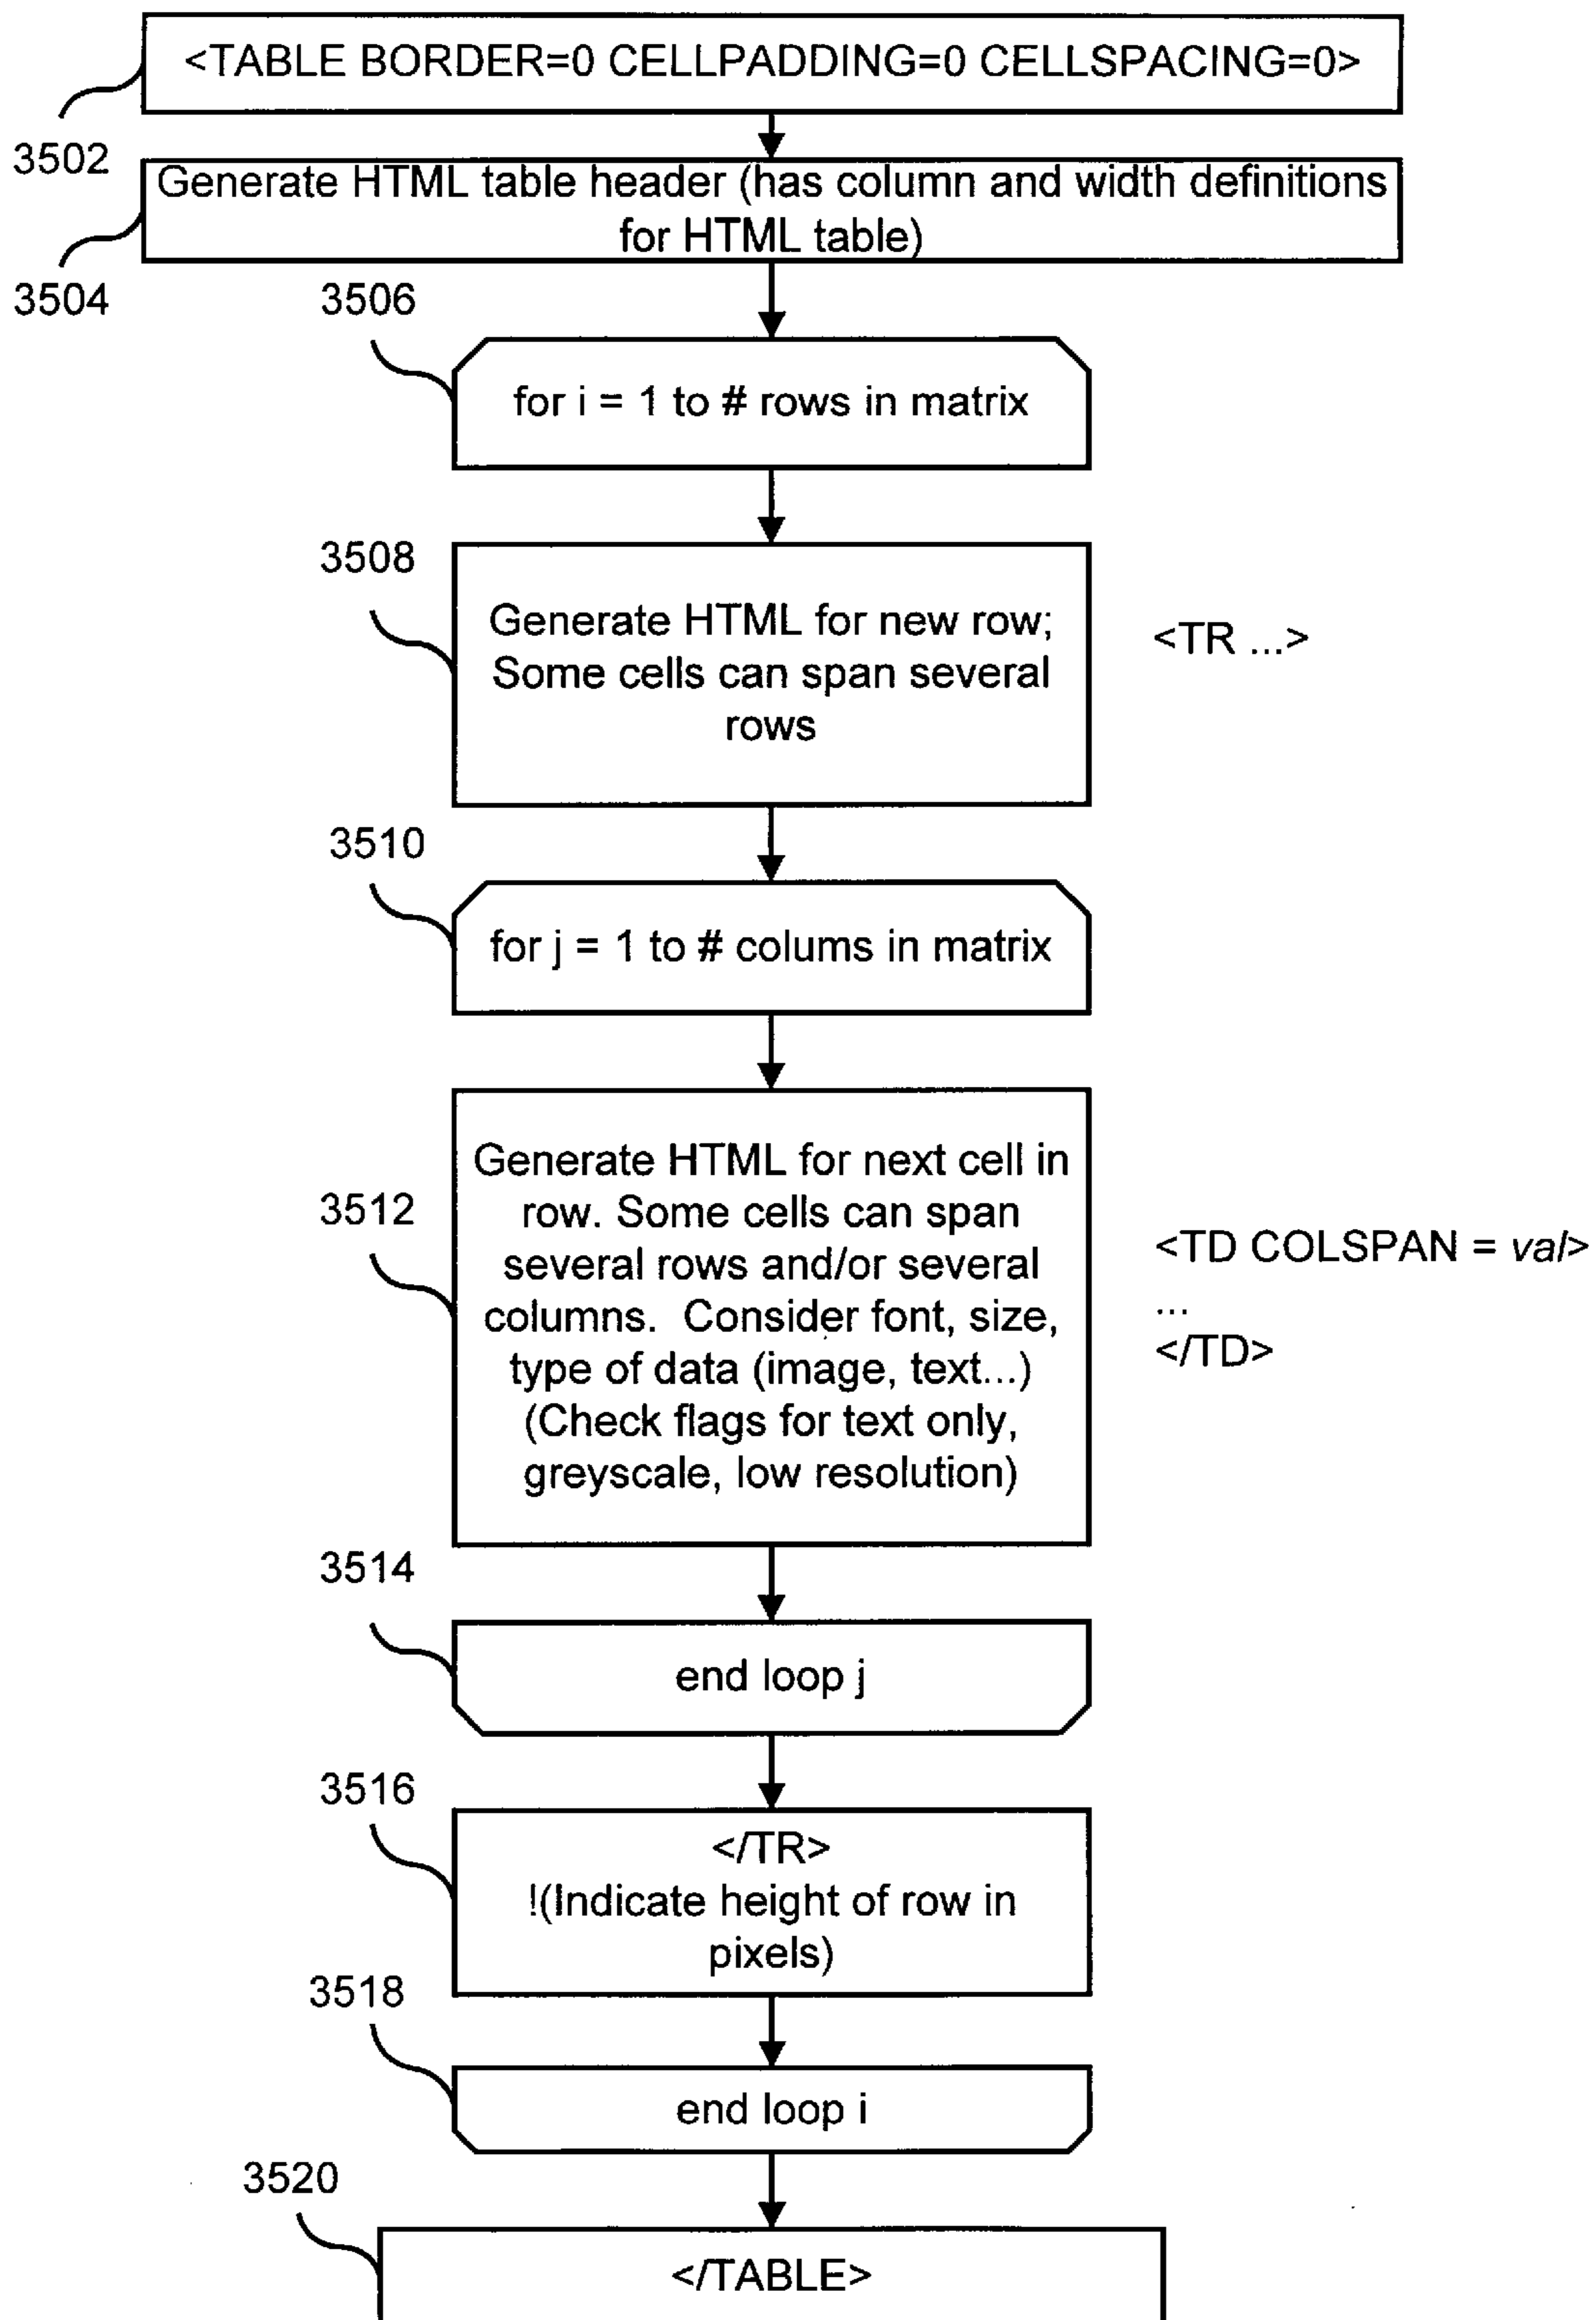 <TABLE BORDER=0 CELLPADDING=0 CELLSPACING=0>
3502
Generate HTML table header (has column and width definitions
for HTML table)
3504
3506
for i = 1 to # rows in matrix
3508
Generate HTML for new row;
Some cells can span several
rows
<TR ...>
3510
for j = 1 to # colums in matrix
3512
Generate HTML for next cell in
row. Some cells can span
several rows and/or several
columns. Consider font, size,
type of data (image, text...)
(Check flags for text only,
greyscale, low resolution)
<TD COLSPAN = val>
...
</TD>
3514
end loop j
3516
</TR>
!(Indicate height of row in
pixels)
3518
end loop i
3520
</TABLE>